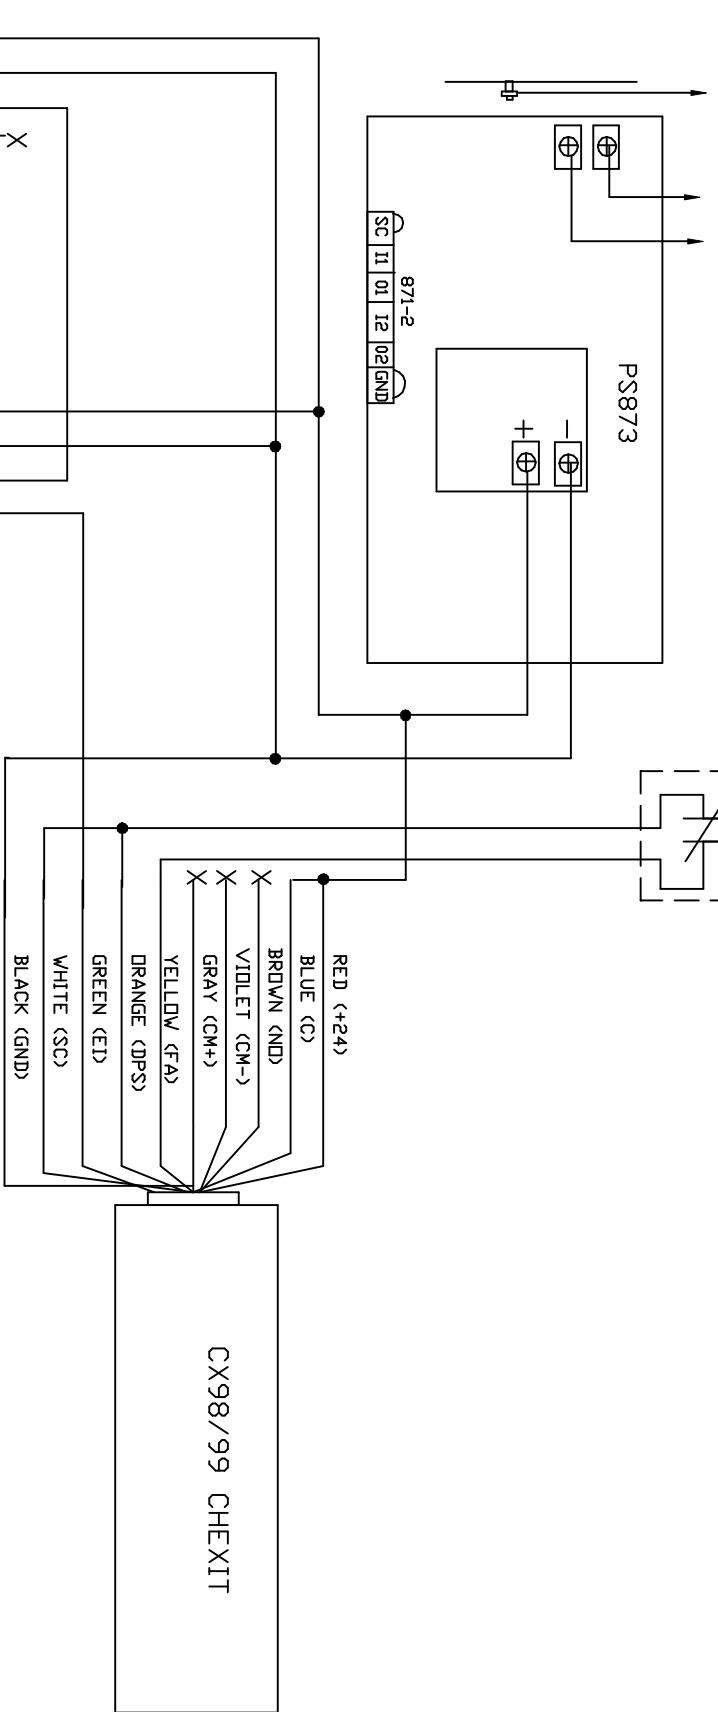 SC
I1
O1
I2
O2
GND
871-2
PS873
+
-
RED (+24)
BLUE (C)
BROWN (NO)
VIOLET (CM-)
GRAY (CM+)
YELLOW (FA)
ORANGE (DPS)
GREEN (EI)
WHITE (SC)
BLACK (GND)
CX98/99 CHEXIT